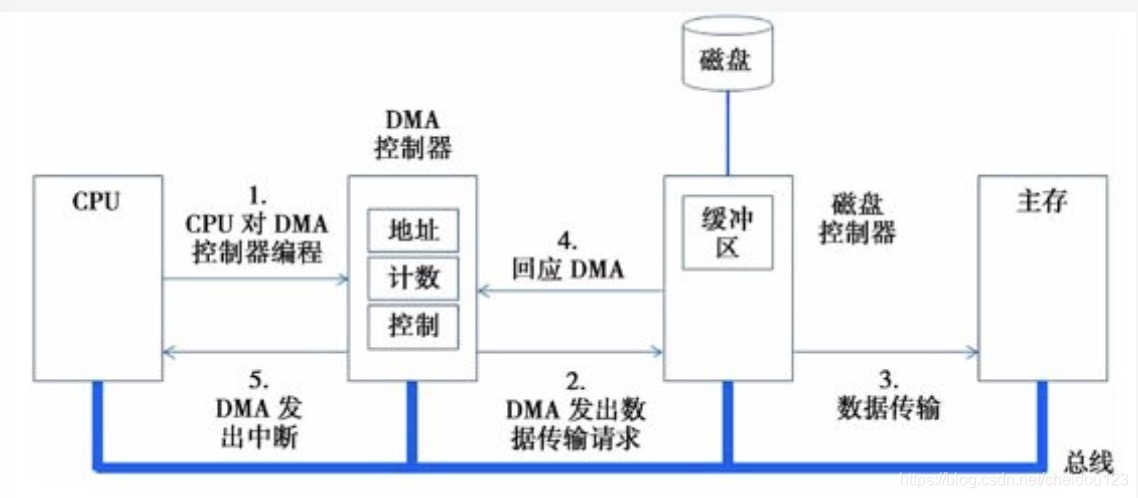 磁盘
DMA
控制器
CPU
1.
CPU 对 DMA
控制器编程
地址
计数
控制
4.
回应 DMA
缓冲
区
磁盘
控制器
主存
5.
DMA 发
出中断
2.
DMA 发出数
据传输请求
3.
数据传输
总线
https://blog.csdn.net/cheidou123